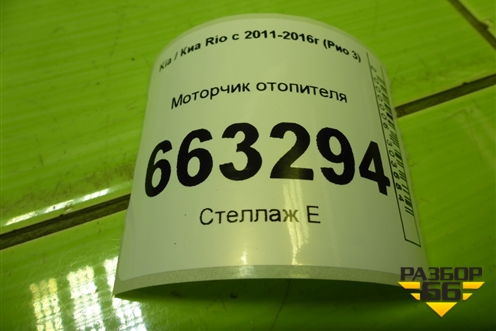 Kia / Киа Rio с 2011-2016г (Рио 3)
Моторчик отопителя
663294
Стеллаж Е
РАЗБОР
66